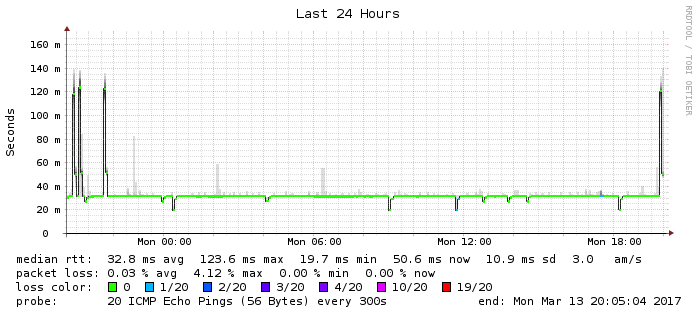 Last 24 Hours
RRDTOOL / TOBI OETIKER
Seconds
160 m
140 m
120 m
100 m
80 m
60 m
40 m
20 m
0
Mon 00:00 Mon 06:00 Mon 12:00 Mon 18:00
median rtt: 32.8 ms avg 123.6 ms max 19.7 ms min 50.6 ms now 10.9 ms sd 3.0 am/s
packet loss: 0.03 % avg 4.12 % max 0.00 % min 0.00 % now
loss color: 0 1/20 2/20 3/20 4/20 10/20 19/20
probe: 20 ICMP Echo Pings (56 Bytes) every 300s end: Mon Mar 13 20:05:04 2017